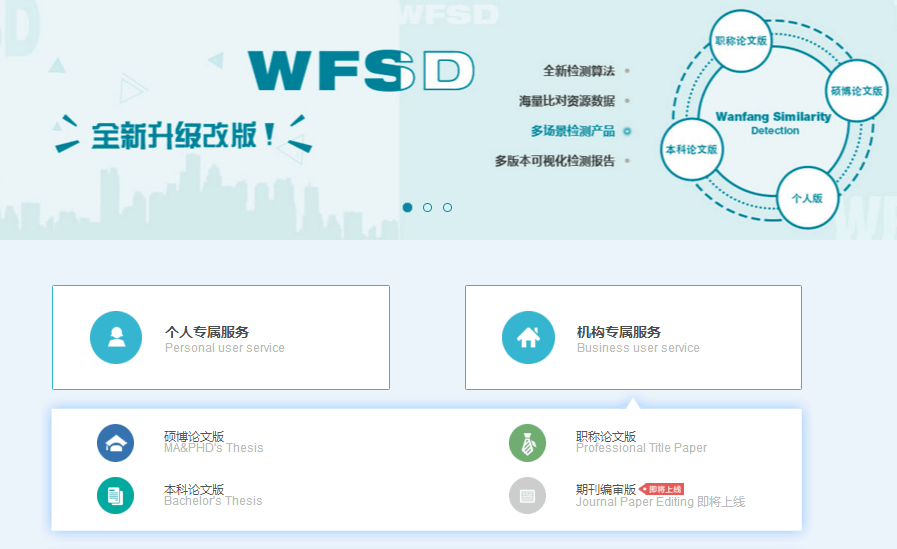 WFSD
WFSD
全新升级改版！
全新检测算法
海量比对资源数据
多场景检测产品
多版本可视化检测报告
职称论文版
硕博论文版
Wanfang Similarity
Detection
本科论文版
个人版
个人专属服务
Personal user service
机构专属服务
Business user service
硕博论文版
MA&PHD's Thesis
职称论文版
Professional Title Paper
本科论文版
Bachelor's Thesis
期刊编审版 即将上线
Journal Paper Editing 即将上线